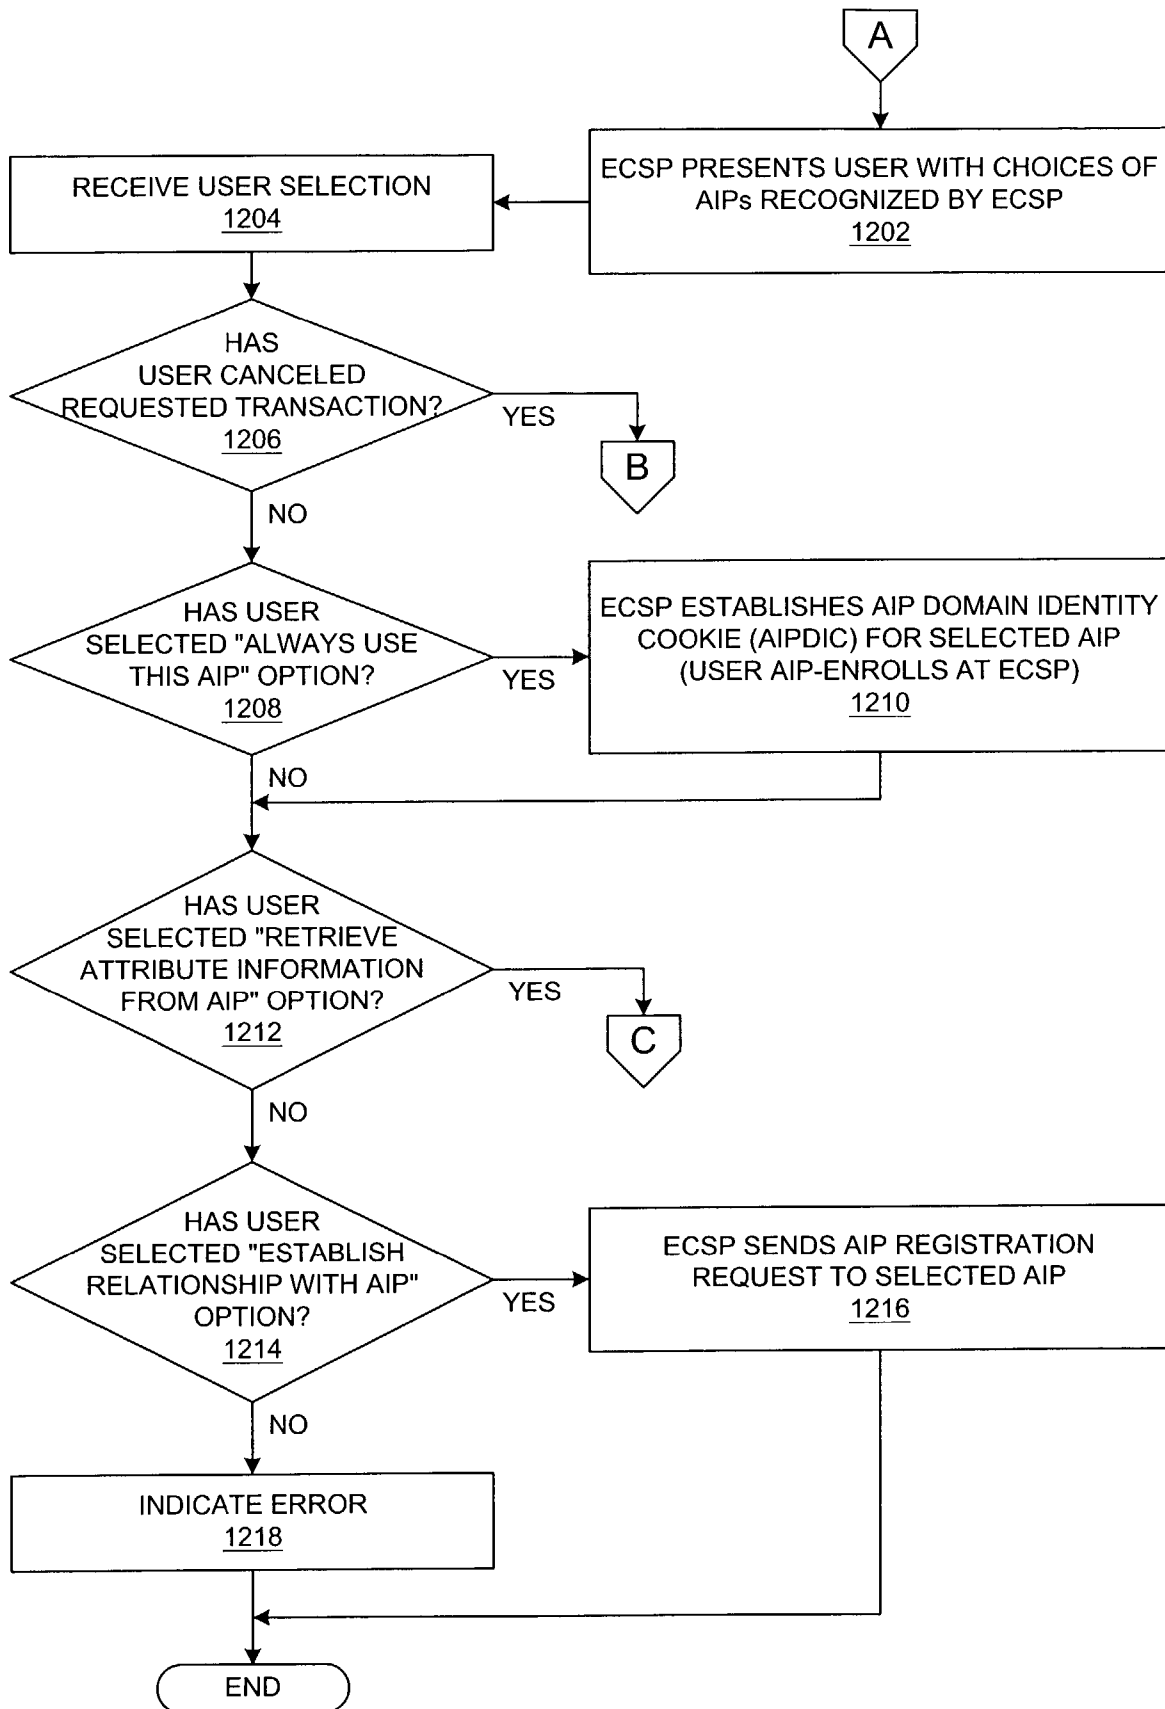 A
ECSP PRESENTS USER WITH CHOICES OF
AIPs RECOGNIZED BY ECSP
1202
RECEIVE USER SELECTION
1204
HAS
USER CANCELED
REQUESTED TRANSACTION?
1206
YES
B
NO
HAS USER
SELECTED "ALWAYS USE
THIS AIP" OPTION?
1208
YES
ECSP ESTABLISHES AIP DOMAIN IDENTITY
COOKIE (AIPDIC) FOR SELECTED AIP
(USER AIP-ENROLLS AT ECSP)
1210
NO
HAS USER
SELECTED "RETRIEVE
ATTRIBUTE INFORMATION
FROM AIP" OPTION?
1212
YES
C
NO
HAS USER
SELECTED "ESTABLISH
RELATIONSHIP WITH AIP"
OPTION?
1214
YES
ECSP SENDS AIP REGISTRATION
REQUEST TO SELECTED AIP
1216
NO
INDICATE ERROR
1218
END